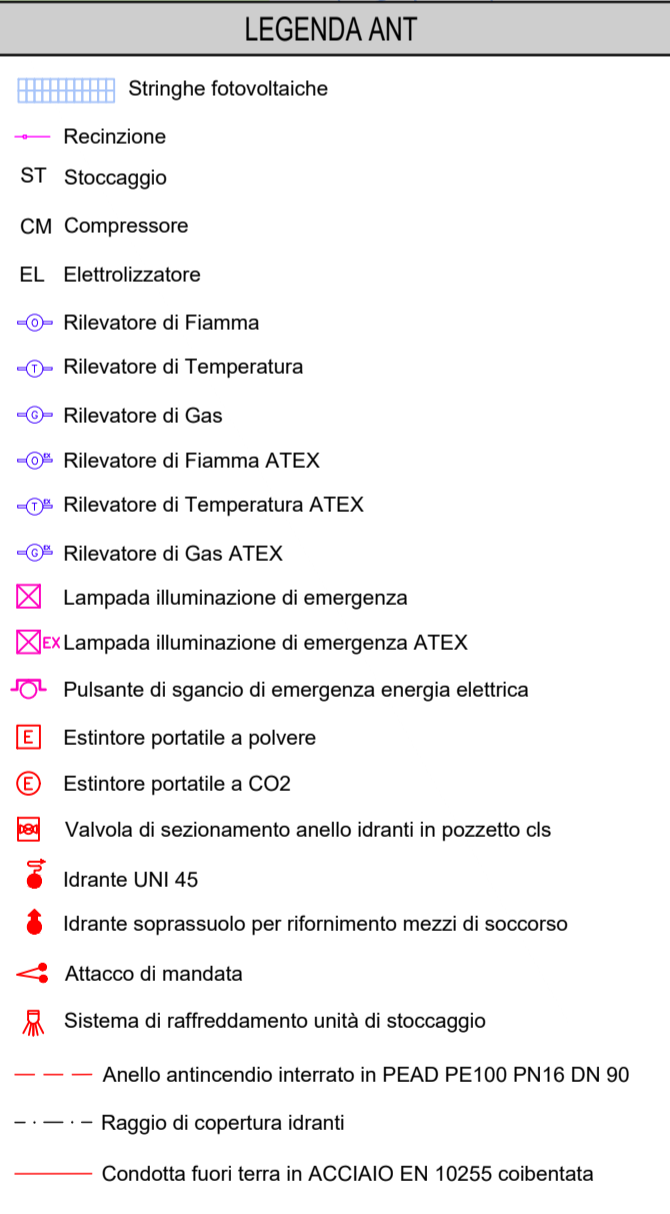 LEGENDA ANT
Stringhe fotovoltaiche
Recinzione
ST Stoccaggio
CM Compressore
EL Elettrolizzatore
O Rilevatore di Fiamma
T Rilevatore di Temperatura
G Rilevatore di Gas
O EX Rilevatore di Fiamma ATEX
T EX Rilevatore di Temperatura ATEX
G EX Rilevatore di Gas ATEX
Lampada illuminazione di emergenza
EX Lampada illuminazione di emergenza ATEX
Pulsante di sgancio di emergenza energia elettrica
E Estintore portatile a polvere
E Estintore portatile a CO2
Valvola di sezionamento anello idranti in pozzetto cls
Idrante UNI 45
Idrante soprassuolo per rifornimento mezzi di soccorso
Attacco di mandata
Sistema di raffreddamento unità di stoccaggio
Anello antincendio interrato in PEAD PE100 PN16 DN 90
Raggio di copertura idranti
Condotta fuori terra in ACCIAIO EN 10255 coibentata